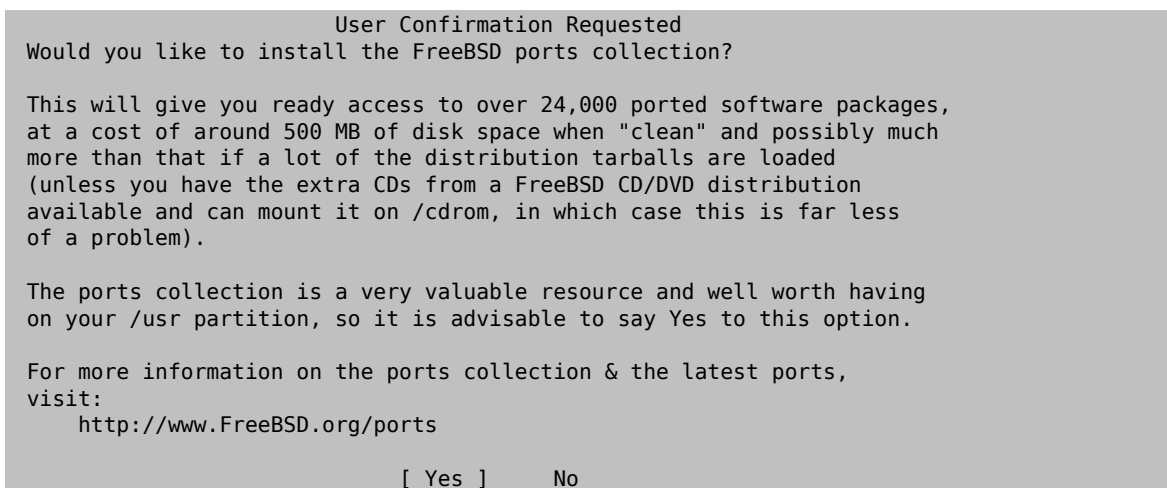 User Confirmation Requested
Would you like to install the FreeBSD ports collection?
This will give you ready access to over 24,000 ported software packages,
at a cost of around 500 MB of disk space when "clean" and possibly much
more than that if a lot of the distribution tarballs are loaded
(unless you have the extra CDs from a FreeBSD CD/DVD distribution
available and can mount it on /cdrom, in which case this is far less
of a problem).
The ports collection is a very valuable resource and well worth having
on your /usr partition, so it is advisable to say Yes to this option.
For more information on the ports collection & the latest ports,
visit:
http://www.FreeBSD.org/ports
[ Yes ] No